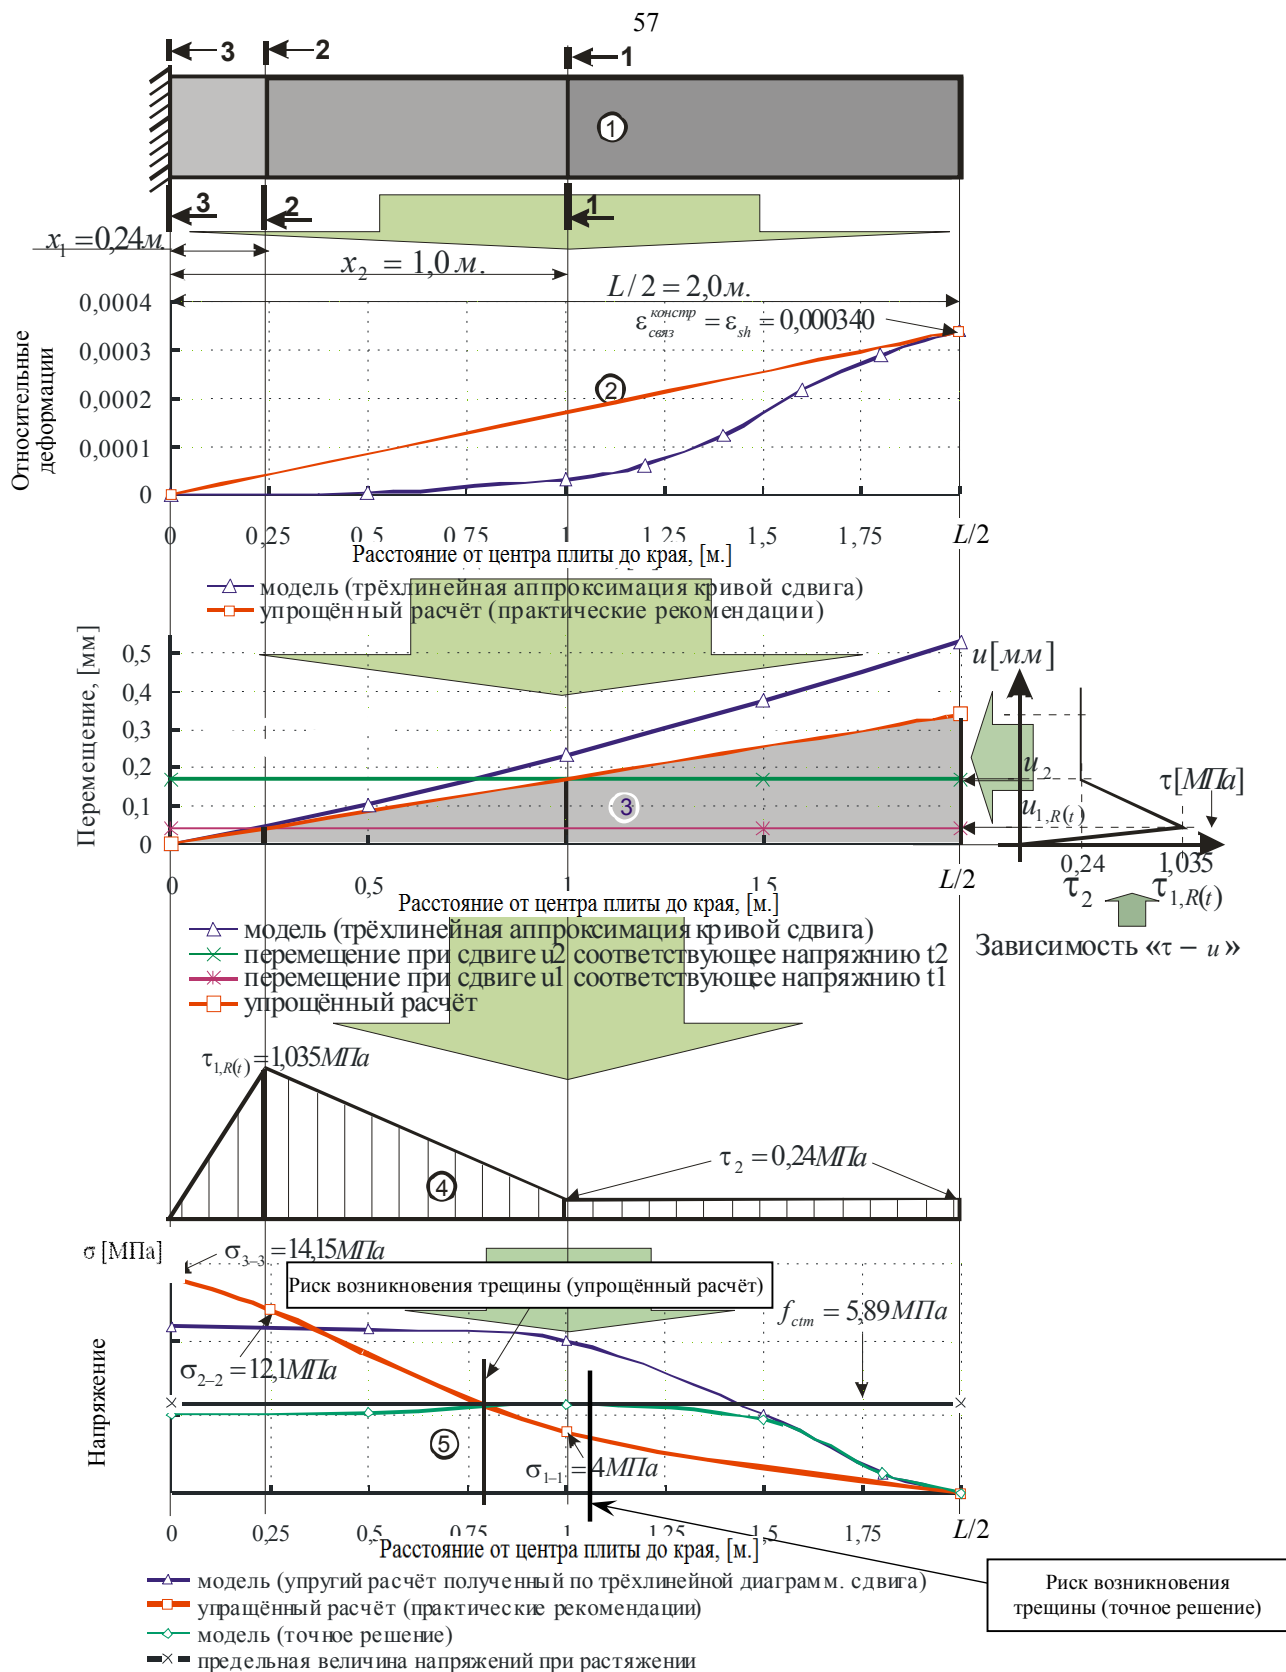 57
3
2
1
1
3
2
1
x₁ = 0,24м.
x₂ = 1,0 м.
L/2 = 2,0м.
ε связ констр = ε sh = 0,000340
Относительные деформации
0,0004
0,0003
0,0002
0,0001
0
2
0 0,25 0,5 0,75 1 1,25 1,5 1,75 L/2
Расстояние от центра плиты до края, [м.]
модель (трёхлинейная аппроксимация кривой сдвига)
упрощённый расчёт (практические рекомендации)
Перемещение, [мм]
0,5
0,4
0,3
0,2
0,1
0
3
u[мм]
u₂
u1,R(t)
τ[МПа]
0,24
1,035
τ₂
τ1,R(t)
Зависимость «τ – u»
0 0,5 1 1,5 L/2
Расстояние от центра плиты до края, [м.]
модель (трёхлинейная аппроксимация кривой сдвига)
перемещение при сдвиге u2 соответствующее напряжнию t2
перемещение при сдвиге u1 соответствующее напряжнию t1
упрощённый расчёт
τ1,R(t) = 1,035МПа
4
τ₂ = 0,24МПа
σ [МПа]
σ3–3 = 14,15МПа
Риск возникновения трещины (упрощённый расчёт)
fctm = 5,89МПа
σ2–2 = 12,1МПа
Напряжение
5
σ1–1 = 4МПа
0 0,25 0,5 0,75 1 1,25 1,5 1,75 L/2
Расстояние от центра плиты до края, [м.]
модель (упругий расчёт полученный по трёхлинейной диаграмм. сдвига)
упращённый расчёт (практические рекомендации)
модель (точное решение)
предельная величина напряжений при растяжении
Риск возникновения
трещины (точное решение)